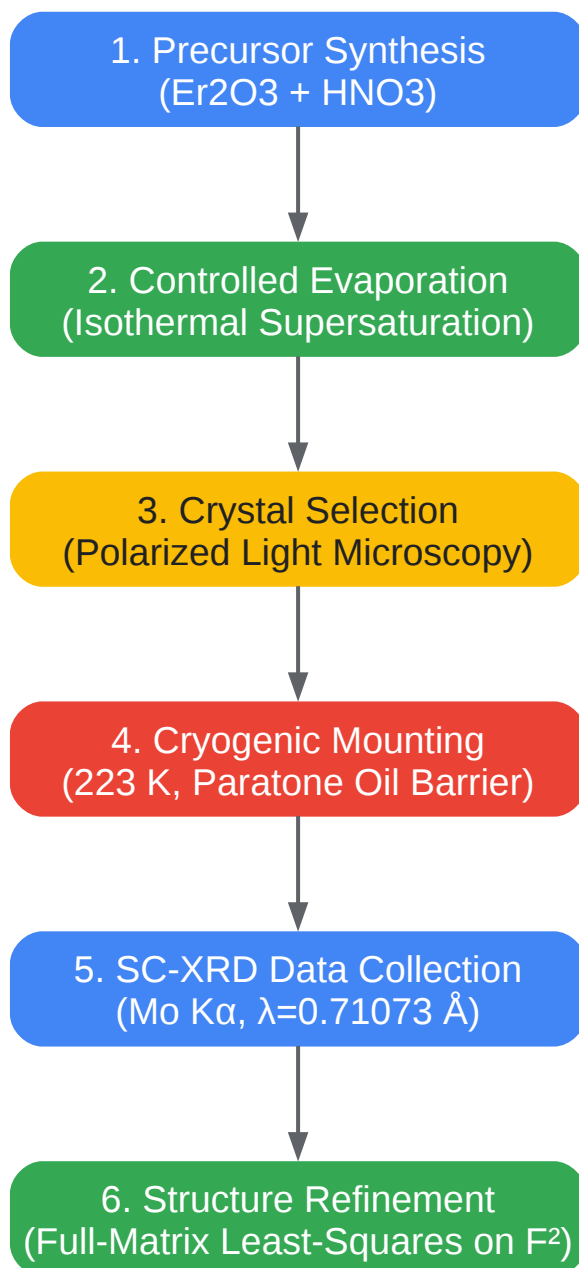 1. Precursor Synthesis
(Er2O3 + HNO3)
2. Controlled Evaporation
(Isothermal Supersaturation)
3. Crystal Selection
(Polarized Light Microscopy)
4. Cryogenic Mounting
(223 K, Paratone Oil Barrier)
5. SC-XRD Data Collection
(Mo Kα, λ=0.71073 Å)
6. Structure Refinement
(Full-Matrix Least-Squares on F²)